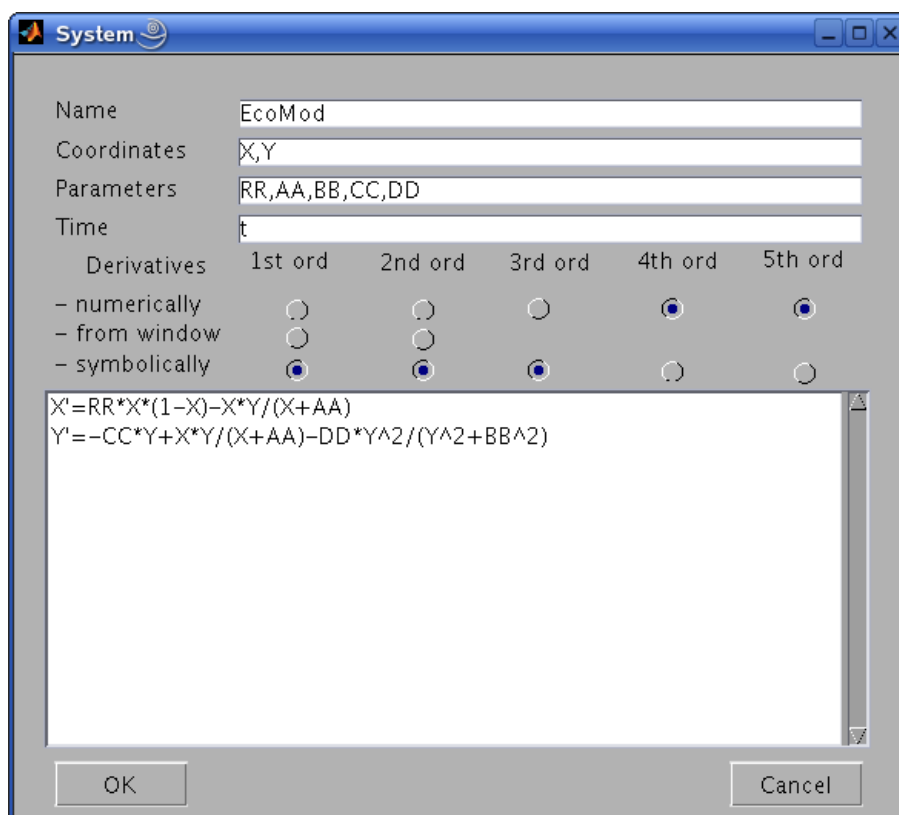 System
Name EcoMod
Coordinates X,Y
Parameters RR,AA,BB,CC,DD
Time t
Derivatives 1st ord 2nd ord 3rd ord 4th ord 5th ord
– numerically
– from window
– symbolically
X'=RR*X*(1–X)–X*Y/(X+AA)
Y'=–CC*Y+X*Y/(X+AA)–DD*Y^2/(Y^2+BB^2)
OK Cancel